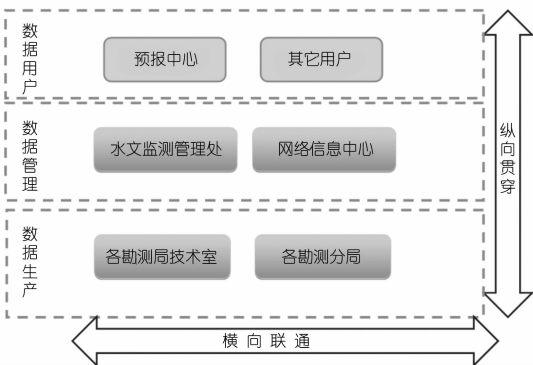 数据用户
预报中心
其它用户
数据管理
水文监测管理处
网络信息中心
数据生产
各勘测局技术室
各勘测分局
纵向贯穿
横向联通